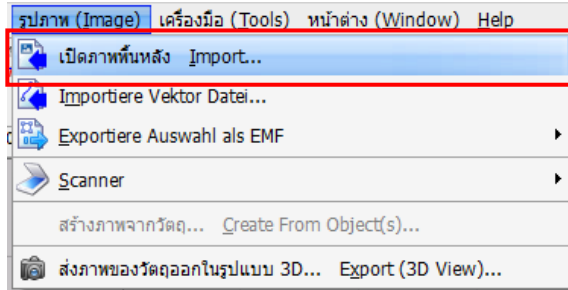 รูปภาพ (Image) เครื่องมือ (Tools) หน้าต่าง (Window) Help
เปิดภาพพื้นหลัง Import...
Importiere Vektor Datei...
Exportiere Auswahl als EMF
Scanner
สร้างภาพจากวัตถุ... Create From Object(s)...
ส่งภาพของวัตถุออกในรูปแบบ 3D... Export (3D View)...